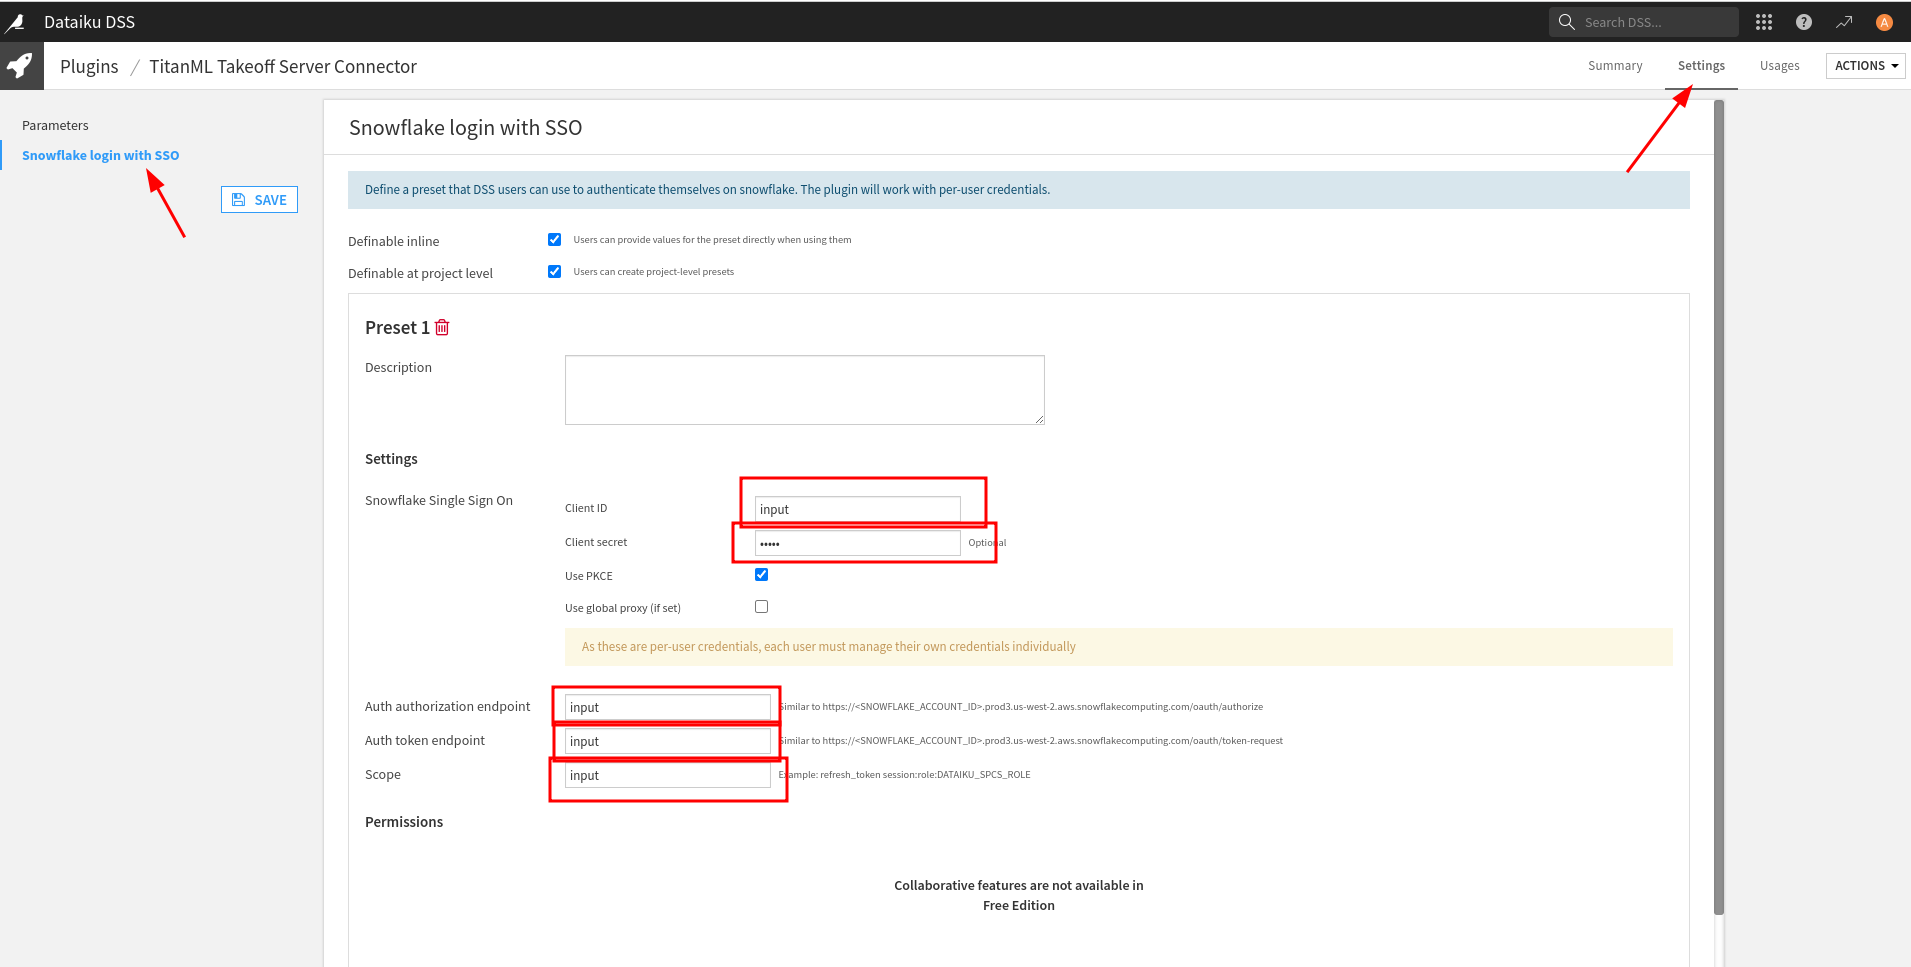 Dataiku DSS
Search DSS...
?
A
Plugins / TitanML Takeoff Server Connector
Summary
Settings
Usages
ACTIONS
Parameters
Snowflake login with SSO
SAVE
Snowflake login with SSO
Define a preset that DSS users can use to authenticate themselves on snowflake. The plugin will work with per-user credentials.
Definable inline
Users can provide values for the preset directly when using them
Definable at project level
Users can create project-level presets
Preset 1
Description
Settings
Snowflake Single Sign On
Client ID
input
Client secret
•••••
Optional
Use PKCE
Use global proxy (if set)
As these are per-user credentials, each user must manage their own credentials individually
Auth authorization endpoint
input
Similar to https://<SNOWFLAKE_ACCOUNT_ID>.prod3.us-west-2.aws.snowflakecomputing.com/oauth/authorize
Auth token endpoint
input
Similar to https://<SNOWFLAKE_ACCOUNT_ID>.prod3.us-west-2.aws.snowflakecomputing.com/oauth/token-request
Scope
input
Example: refresh_token session:role:DATAIKU_SPCS_ROLE
Permissions
Collaborative features are not available in
Free Edition